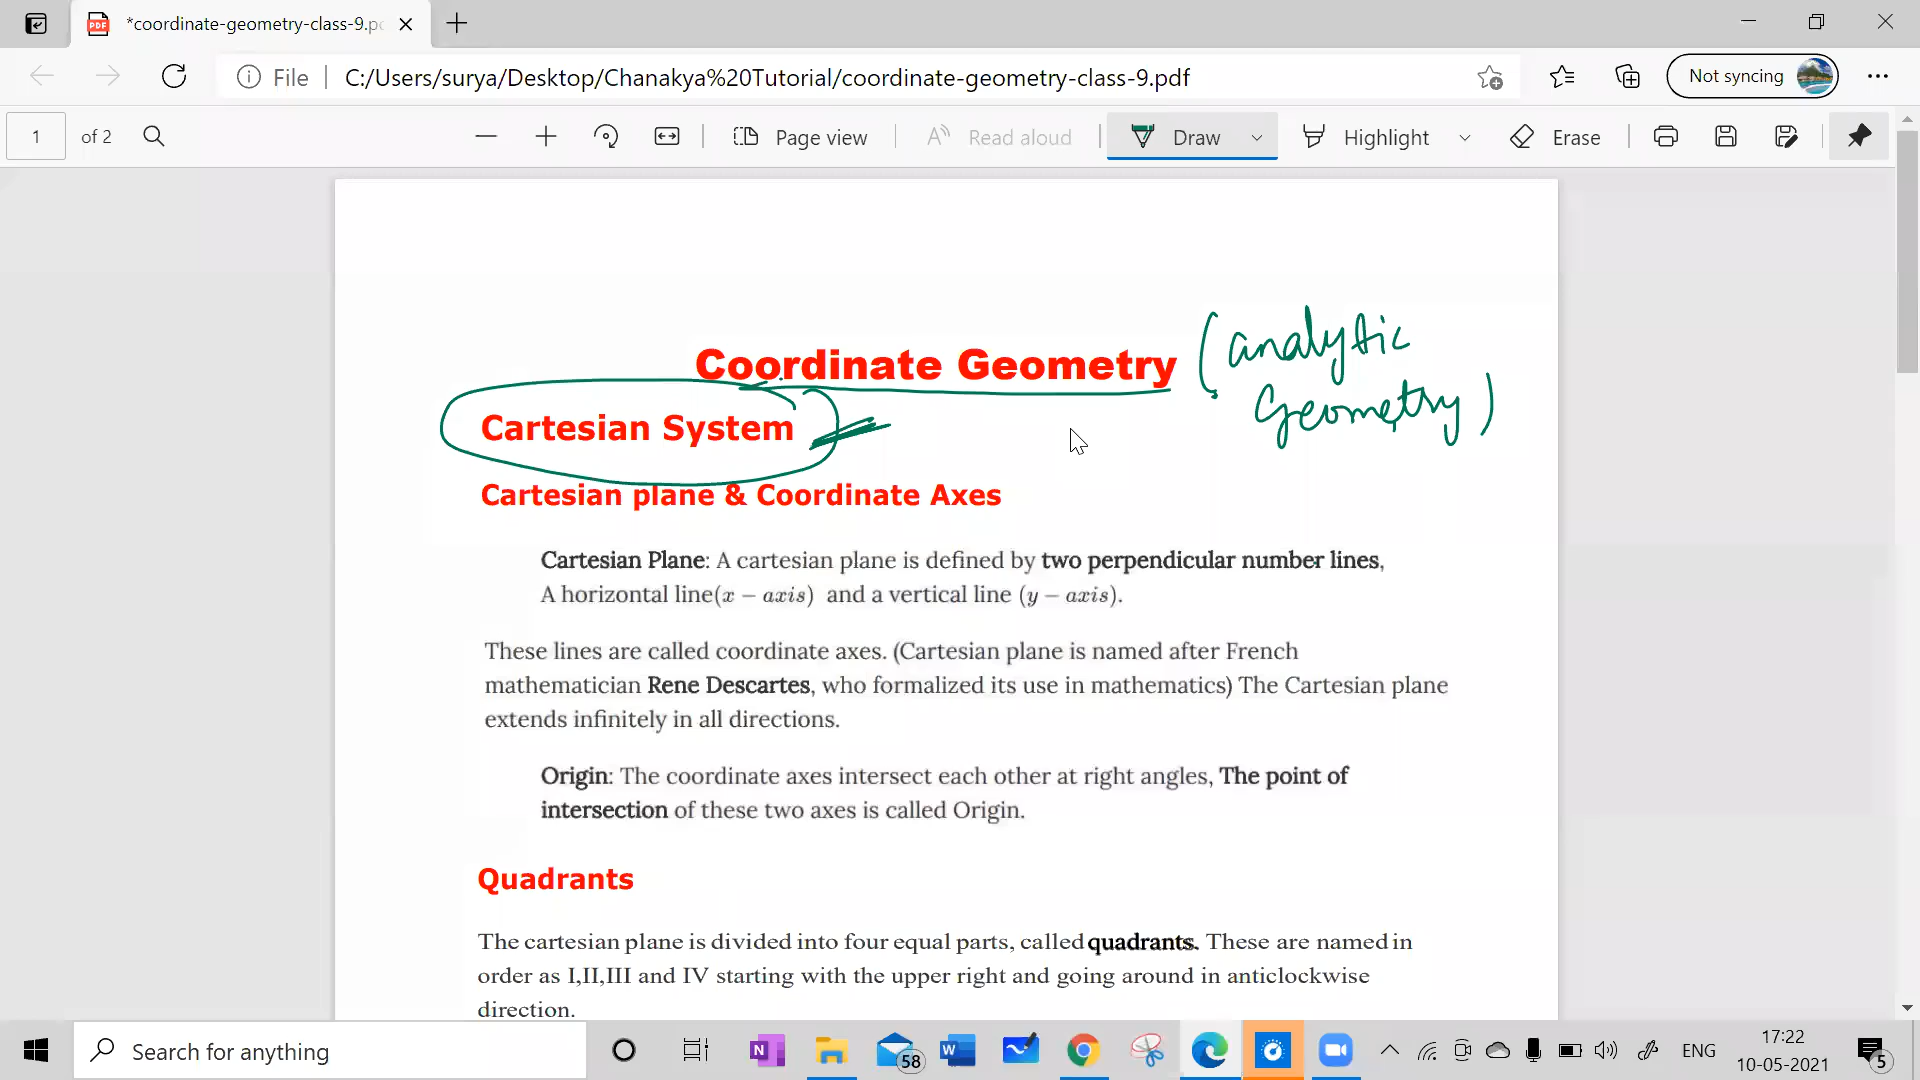 *coordinate-geometry-class-9.pd
File C:/Users/surya/Desktop/Chanakya%20Tutorial/coordinate-geometry-class-9.pdf
Not syncing
1 of 2
Page view
Read aloud
Draw
Highlight
Erase
Coordinate Geometry (analytic
geometry)
Cartesian System
Cartesian plane & Coordinate Axes
Cartesian Plane: A cartesian plane is defined by two perpendicular number lines,
A horizontal line(x − axis) and a vertical line (y − axis).
These lines are called coordinate axes. (Cartesian plane is named after French
mathematician Rene Descartes, who formalized its use in mathematics) The Cartesian plane
extends infinitely in all directions.
Origin: The coordinate axes intersect each other at right angles, The point of
intersection of these two axes is called Origin.
Quadrants
The cartesian plane is divided into four equal parts, called quadrants. These are named in
order as I,II,III and IV starting with the upper right and going around in anticlockwise
direction.
Search for anything
58
ENG
17:22
10-05-2021
5